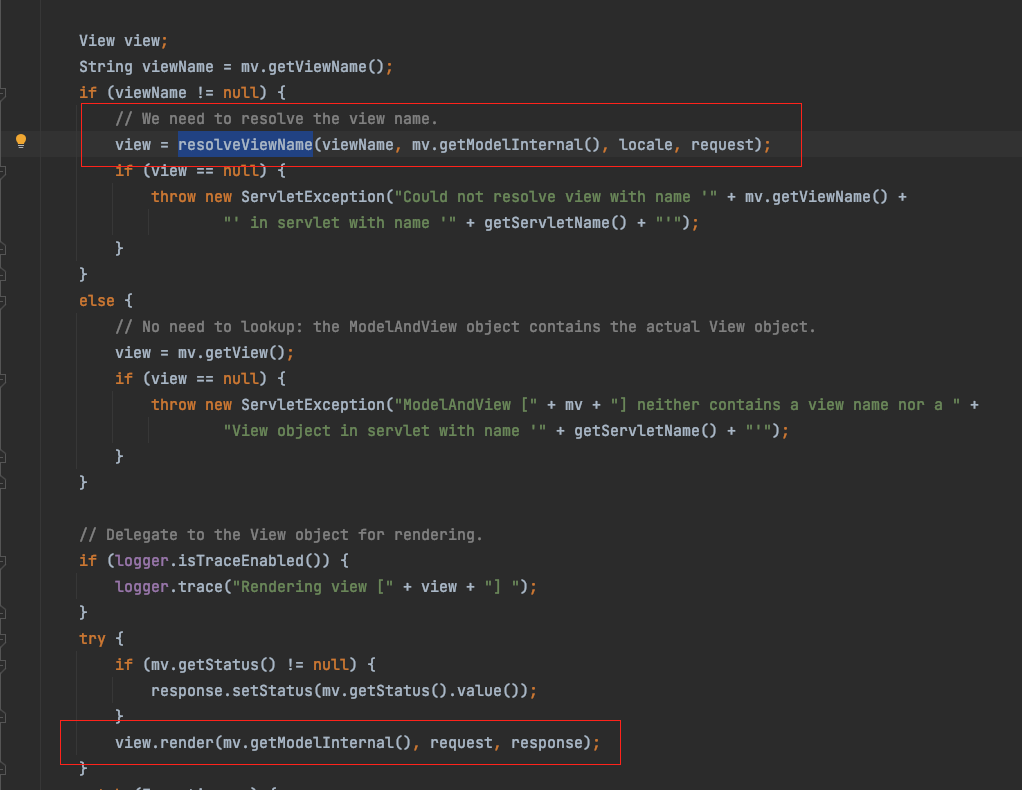 View view;
String viewName = mv.getViewName();
if (viewName != null) {
// We need to resolve the view name.
view = resolveViewName(viewName, mv.getModelInternal(), locale, request);
if (view == null) {
throw new ServletException("Could not resolve view with name '" + mv.getViewName() +
"' in servlet with name '" + getServletName() + "'");
}
}
else {
// No need to lookup: the ModelAndView object contains the actual View object.
view = mv.getView();
if (view == null) {
throw new ServletException("ModelAndView [" + mv + "] neither contains a view name nor a " +
"View object in servlet with name '" + getServletName() + "'");
}
}
// Delegate to the View object for rendering.
if (logger.isTraceEnabled()) {
logger.trace("Rendering view [" + view + "] ");
}
try {
if (mv.getStatus() != null) {
response.setStatus(mv.getStatus().value());
}
view.render(mv.getModelInternal(), request, response);
}